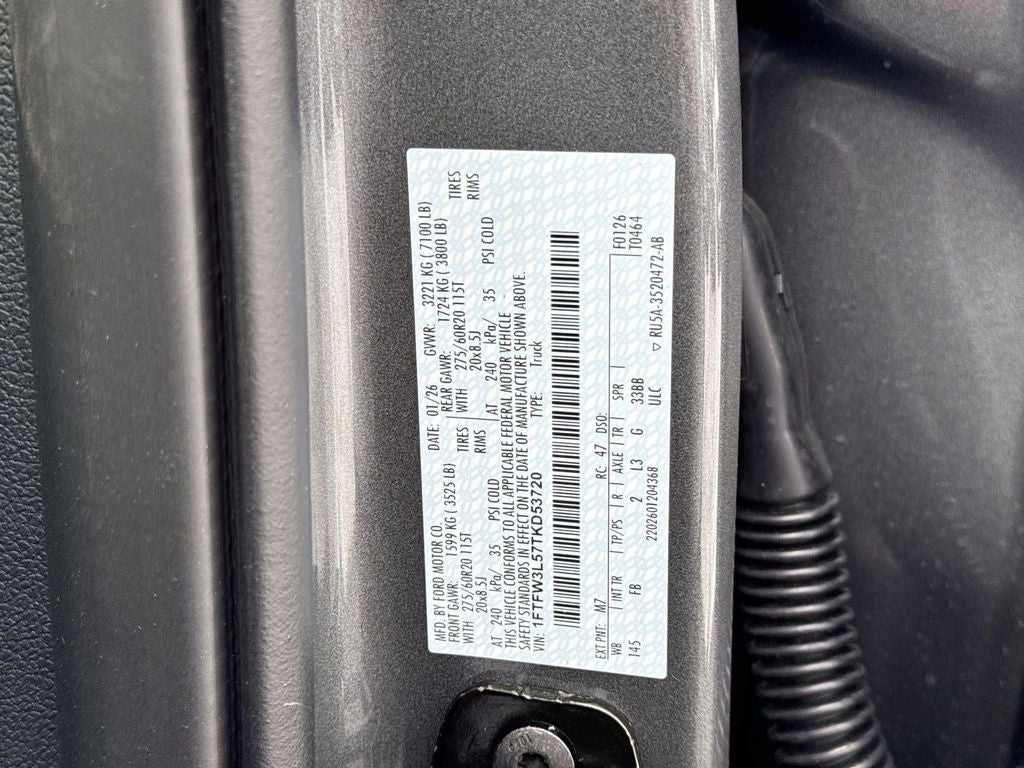 MFD. BY FORD MOTOR CO.
DATE: 01/26 GVWR: 3221 KG ( 7100 LB)
FRONT GAWR: 1599 KG ( 3525 LB) REAR GAWR: 1724 KG ( 3800 LB)
WITH 275/60R20 115T TIRES WITH 275/60R20 115T TIRES
20x8.5J RIMS 20x8.5J RIMS
AT 240 kPa/ 35 PSI COLD AT 240 kPa/ 35 PSI COLD
THIS VEHICLE CONFORMS TO ALL APPLICABLE FEDERAL MOTOR VEHICLE
SAFETY STANDARDS IN EFFECT ON THE DATE OF MANUFACTURE SHOWN ABOVE.
VIN: 1FTFW3L57TKD53720 TYPE: Truck
EXT PNT: M7 RC: 47 DSO: F0126
WB INT TR TP/PS R AXLE TR SPR T0464
145 FB 2 L3 G 33BB
2202601204368 ULC ▽ RU5A-3520472-AB